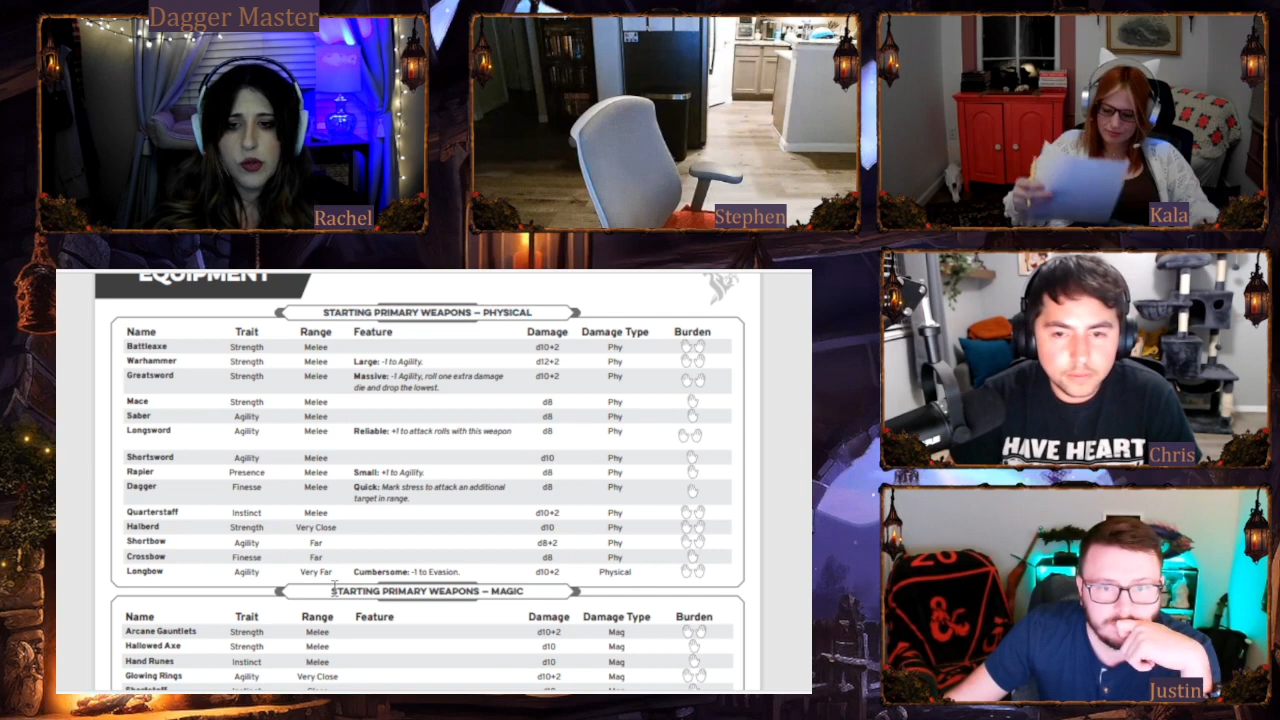 Dagger Master
Rachel
Stephen
Kala
EQUIPMENT
STARTING PRIMARY WEAPONS – PHYSICAL
Name Trait Range Feature Damage Damage Type Burden
Battleaxe Strength Melee d10+2 Phy
Warhammer Strength Melee Large: -1 to Agility. d12+2 Phy
Greatsword Strength Melee Massive: -1 Agility, roll one extra damage d10+2 Phy
die and drop the lowest.
Mace Strength Melee d8 Phy
Saber Agility Melee d8 Phy
Longsword Agility Melee Reliable: +1 to attack rolls with this weapon d8 Phy
Shortsword Agility Melee d10 Phy
Rapier Presence Melee Small: +1 to Agility. d8 Phy
Dagger Finesse Melee Quick: Mark stress to attack an additional d8 Phy
target in range.
Quarterstaff Instinct Melee d10+2 Phy
Halberd Strength Very Close d10 Phy
Shortbow Agility Far d8+2 Phy
Crossbow Finesse Far d8 Phy
Longbow Agility Very Far Cumbersome: -1 to Evasion. d10+2 Physical
STARTING PRIMARY WEAPONS – MAGIC
Name Trait Range Feature Damage Damage Type Burden
Arcane Gauntlets Strength Melee d10+2 Mag
Hallowed Axe Strength Melee d10 Mag
Hand Runes Instinct Melee d10 Mag
Glowing Rings Agility Very Close d10+2 Mag
HAVE HEART
Chris
20
&
Justin